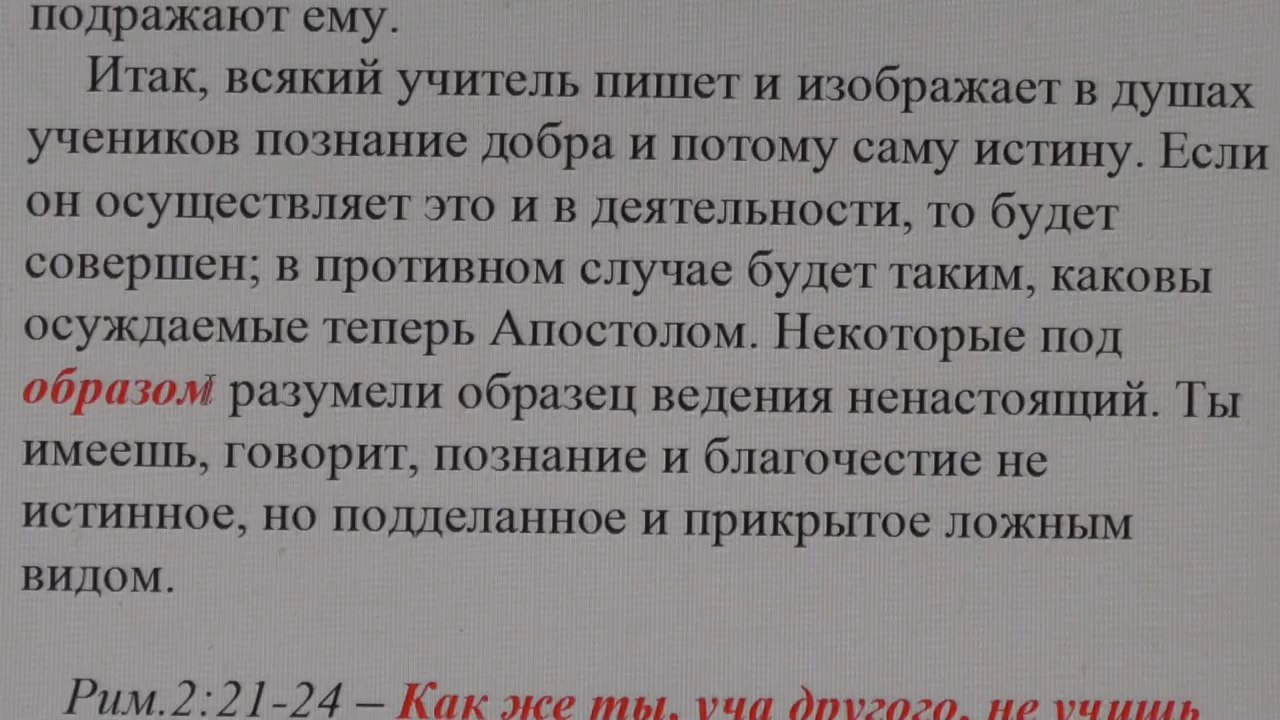 подражают ему.
Итак, всякий учитель пишет и изображает в душах
учеников познание добра и потому саму истину. Если
он осуществляет это и в деятельности, то будет
совершен; в противном случае будет таким, каковы
осуждаемые теперь Апостолом. Некоторые под
образом разумели образец ведения ненастоящий. Ты
имеешь, говорит, познание и благочестие не
истинное, но подделанное и прикрытое ложным
видом.
Рим.2:21-24 – Как же ты, уча другого, не учишь